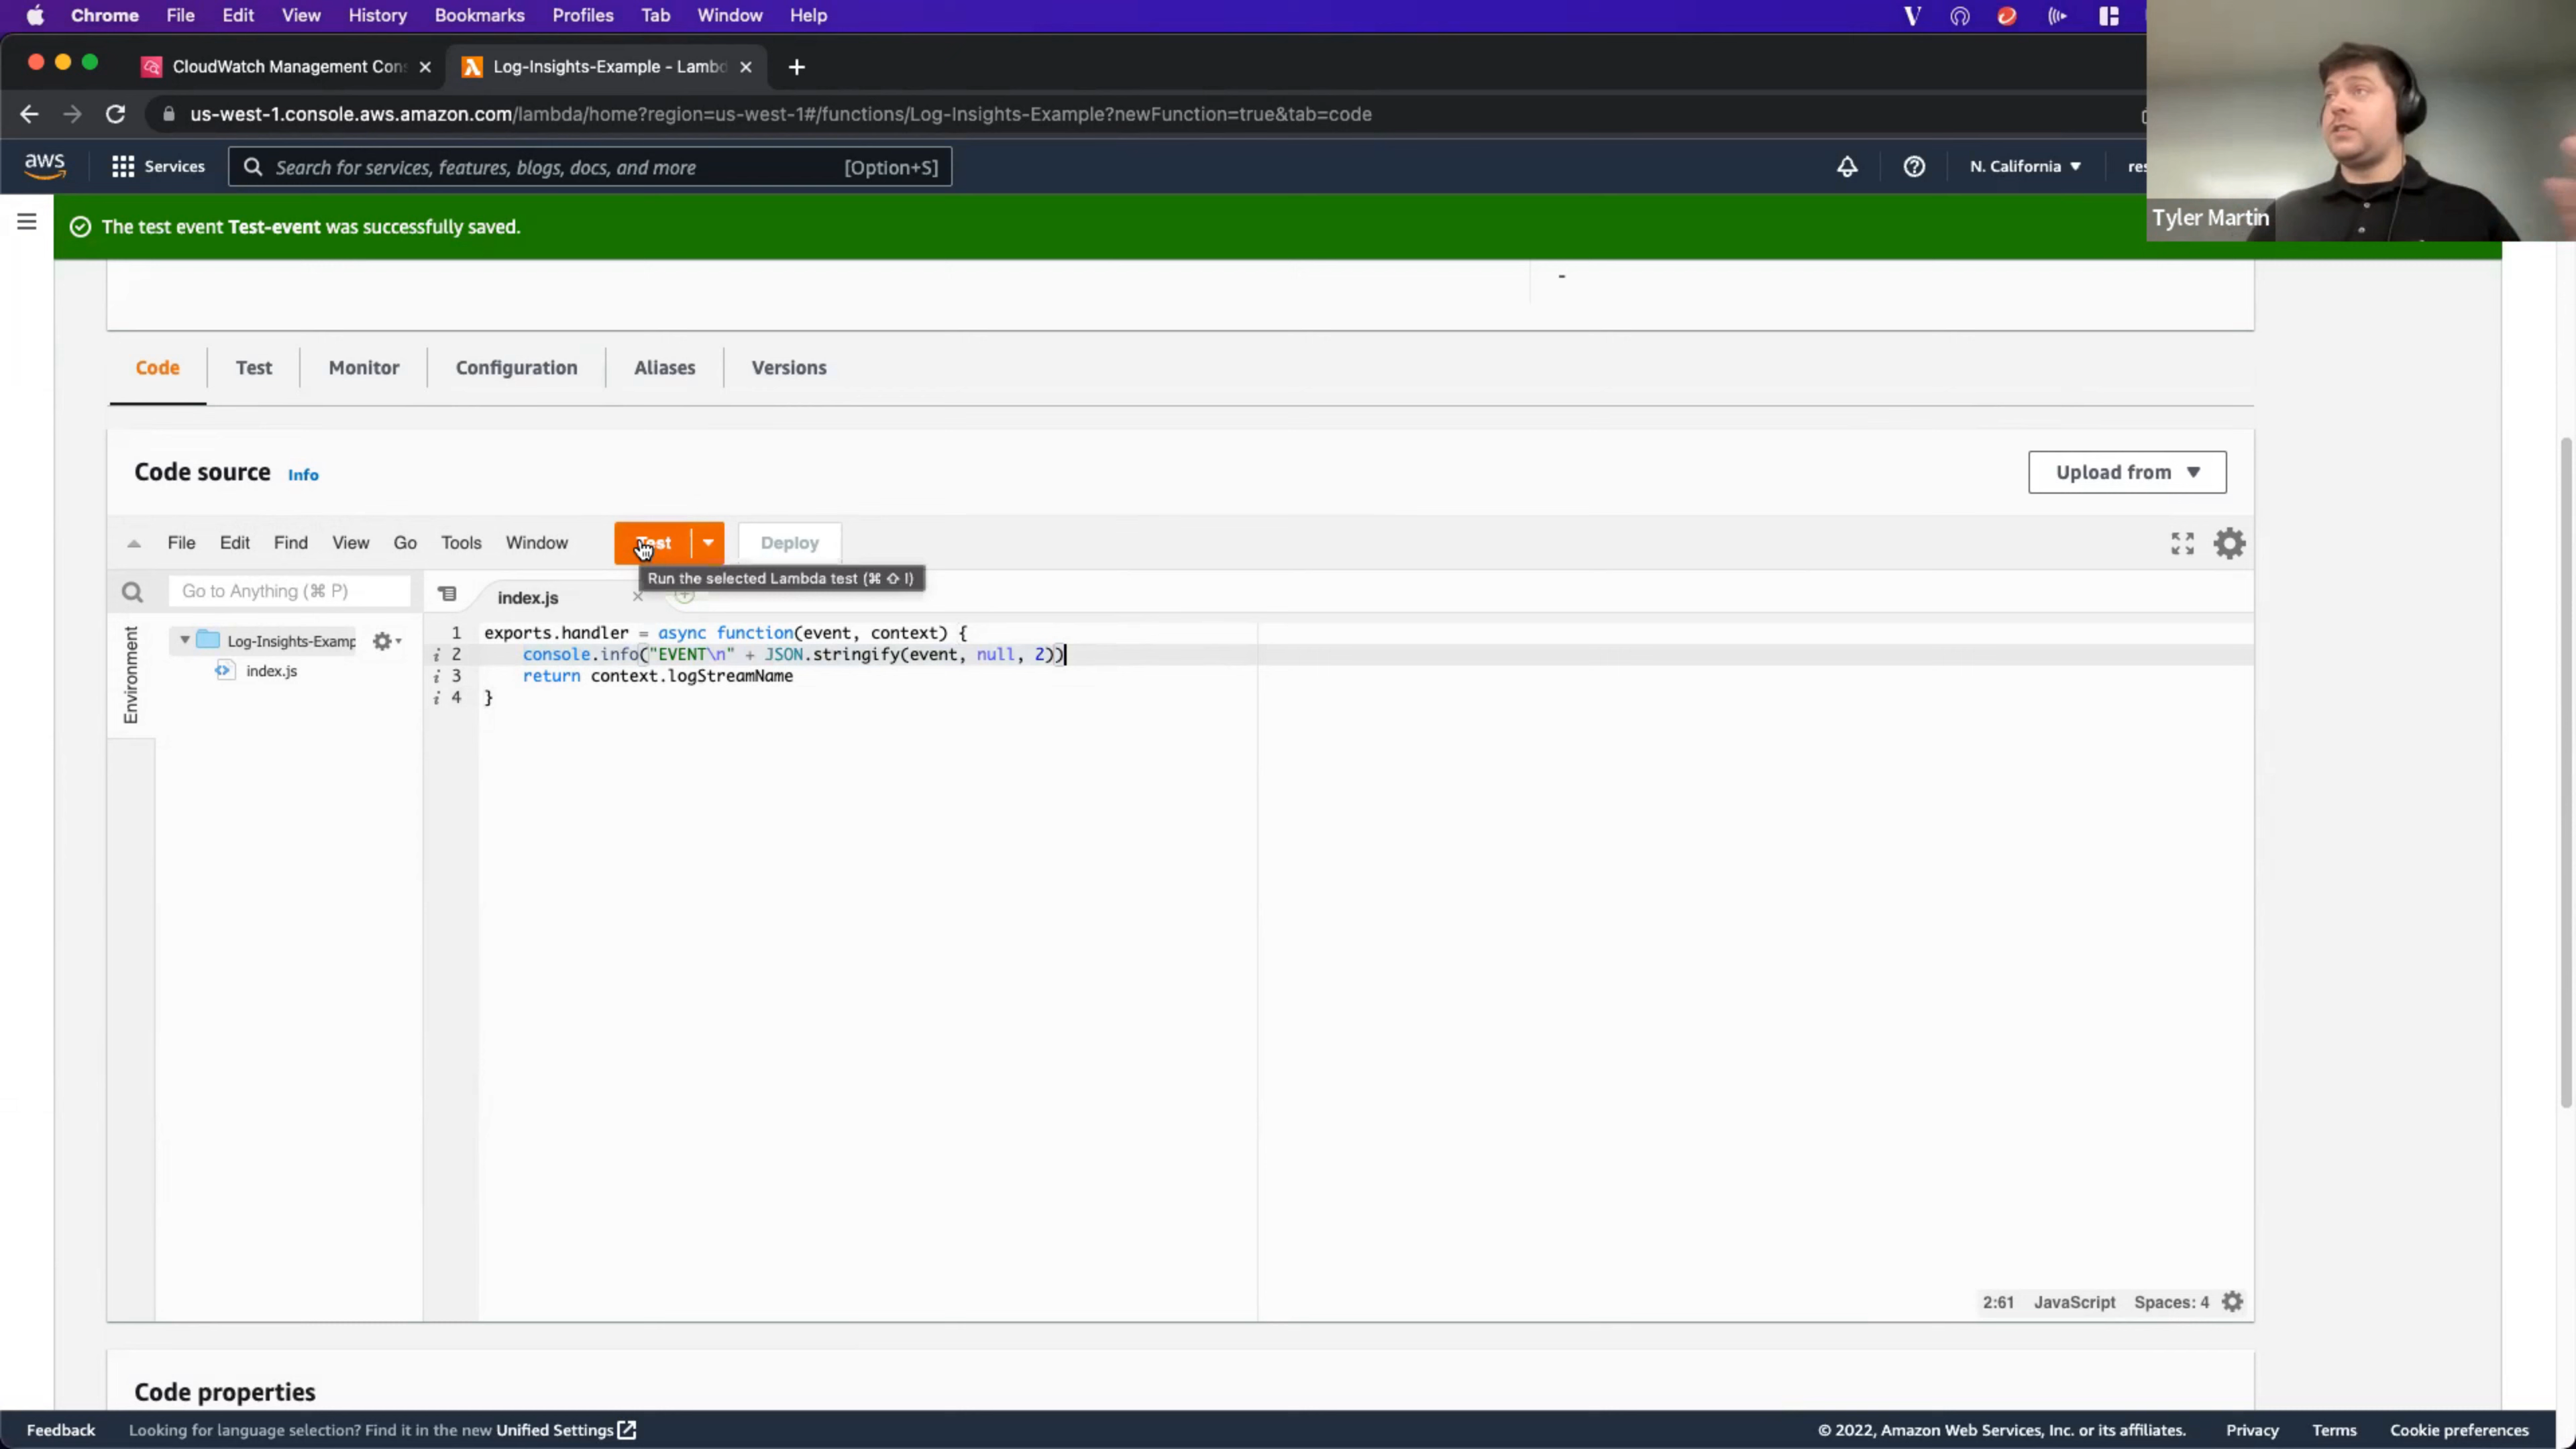 Chrome File Edit View History Bookmarks Profiles Tab Window Help
CloudWatch Management Cons
Log-Insights-Example - Lambd
us-west-1.console.aws.amazon.com/lambda/home?region=us-west-1#/functions/Log-Insights-Example?newFunction=true&tab=code
aws Services Search for services, features, blogs, docs, and more [Option+S] N. California
Tyler Martin
The test event Test-event was successfully saved.
-
Code Test Monitor Configuration Aliases Versions
Code source Info Upload from
File Edit Find View Go Tools Window Test Deploy
Run the selected Lambda test (⌘ ⇧ I)
Go to Anything (⌘ P) index.js
Environment
Log-Insights-Examp
index.js
1 exports.handler = async function(event, context) {
i 2 console.info("EVENT\n" + JSON.stringify(event, null, 2))
i 3 return context.logStreamName
i 4 }
2:61 JavaScript Spaces: 4
Code properties
Feedback Looking for language selection? Find it in the new Unified Settings © 2022, Amazon Web Services, Inc. or its affiliates. Privacy Terms Cookie preferences